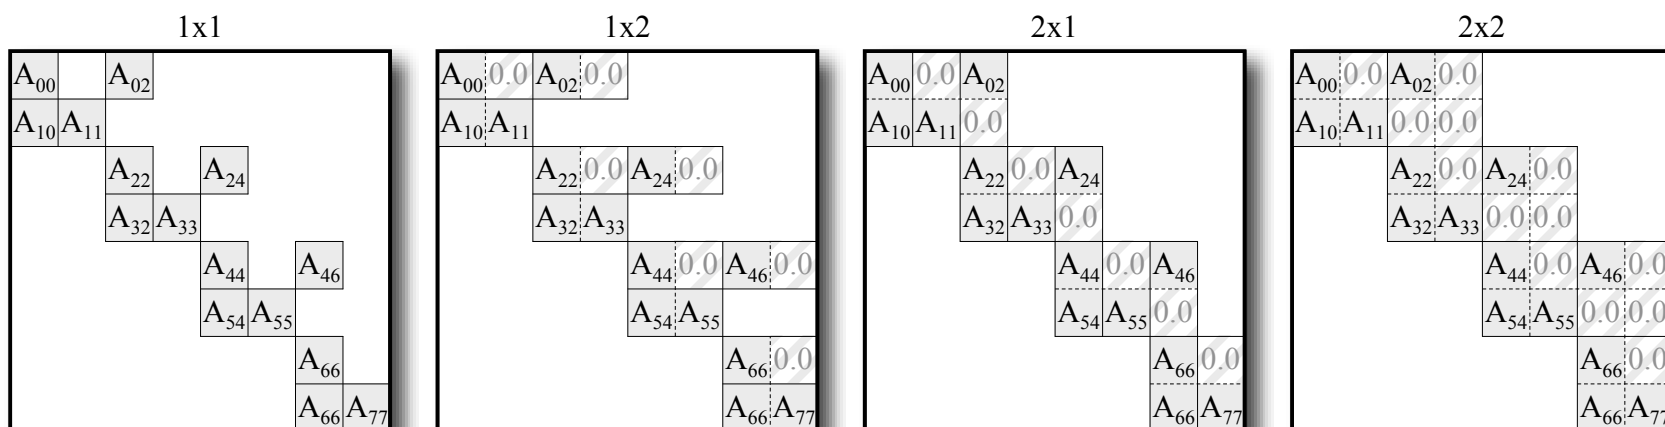 1x1 1x2 2x1 2x2
A00 A02 A00 0.0 A02 0.0 A00 0.0 A02 A00 0.0 A02 0.0
A10 A11 A10 A11 A10 A11 0.0 A10 A11 0.0 0.0
A22 A24 A22 0.0 A24 0.0 A22 0.0 A24 A22 0.0 A24 0.0
A32 A33 A32 A33 A32 A33 0.0 A32 A33 0.0 0.0
A44 A46 A44 0.0 A46 0.0 A44 0.0 A46 A44 0.0 A46 0.0
A54 A55 A54 A55 A54 A55 0.0 A54 A55 0.0 0.0
A66 A66 0.0 A66 0.0 A66 0.0
A66 A77 A66 A77 A66 A77 A66 A77